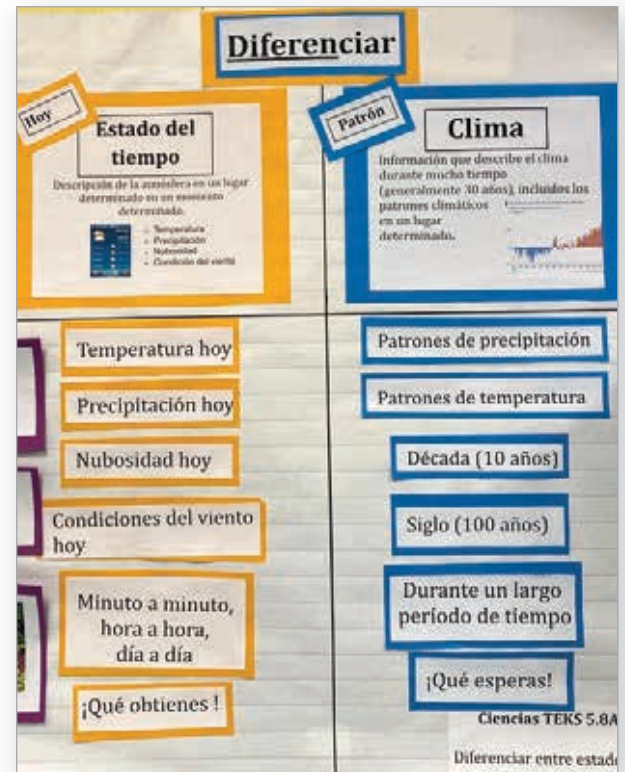 Diferenciar
Hoy
Estado del
tiempo
Descripción de la atmósfera en un lugar
determinado en un momento
determinado.
- Temperatura
- Precipitación
- Nubosidad
- Condición del viento
Temperatura hoy
Precipitación hoy
Nubosidad hoy
Condiciones del viento
hoy
Minuto a minuto,
hora a hora,
día a día
¡Qué obtienes !
Patrón
Clima
Información que describe el clima
durante mucho tiempo
(generalmente 30 años), incluidos los
patrones climáticos
en un lugar
determinado.
Patrones de precipitación
Patrones de temperatura
Década (10 años)
Siglo (100 años)
Durante un largo
período de tiempo
¡Qué esperas!
Ciencias TEKS 5.8A
Diferenciar entre estad